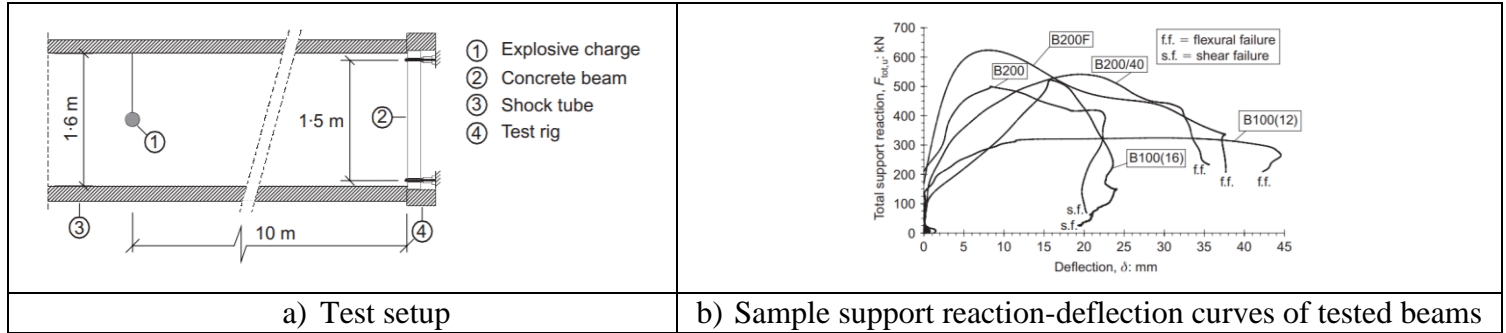 1·6 m
1·5 m
10 m
1
2
3
4
① Explosive charge
② Concrete beam
③ Shock tube
④ Test rig
Total support reaction, F_tot,u: kN
700
600
500
400
300
200
100
0
0 5 10 15 20 25 30 35 40 45
Deflection, δ: mm
B200F
B200
B200/40
B100(12)
B100(16)
f.f. = flexural failure
s.f. = shear failure
s.f.
s.f.
f.f.
f.f.
f.f.
a) Test setup
b) Sample support reaction-deflection curves of tested beams